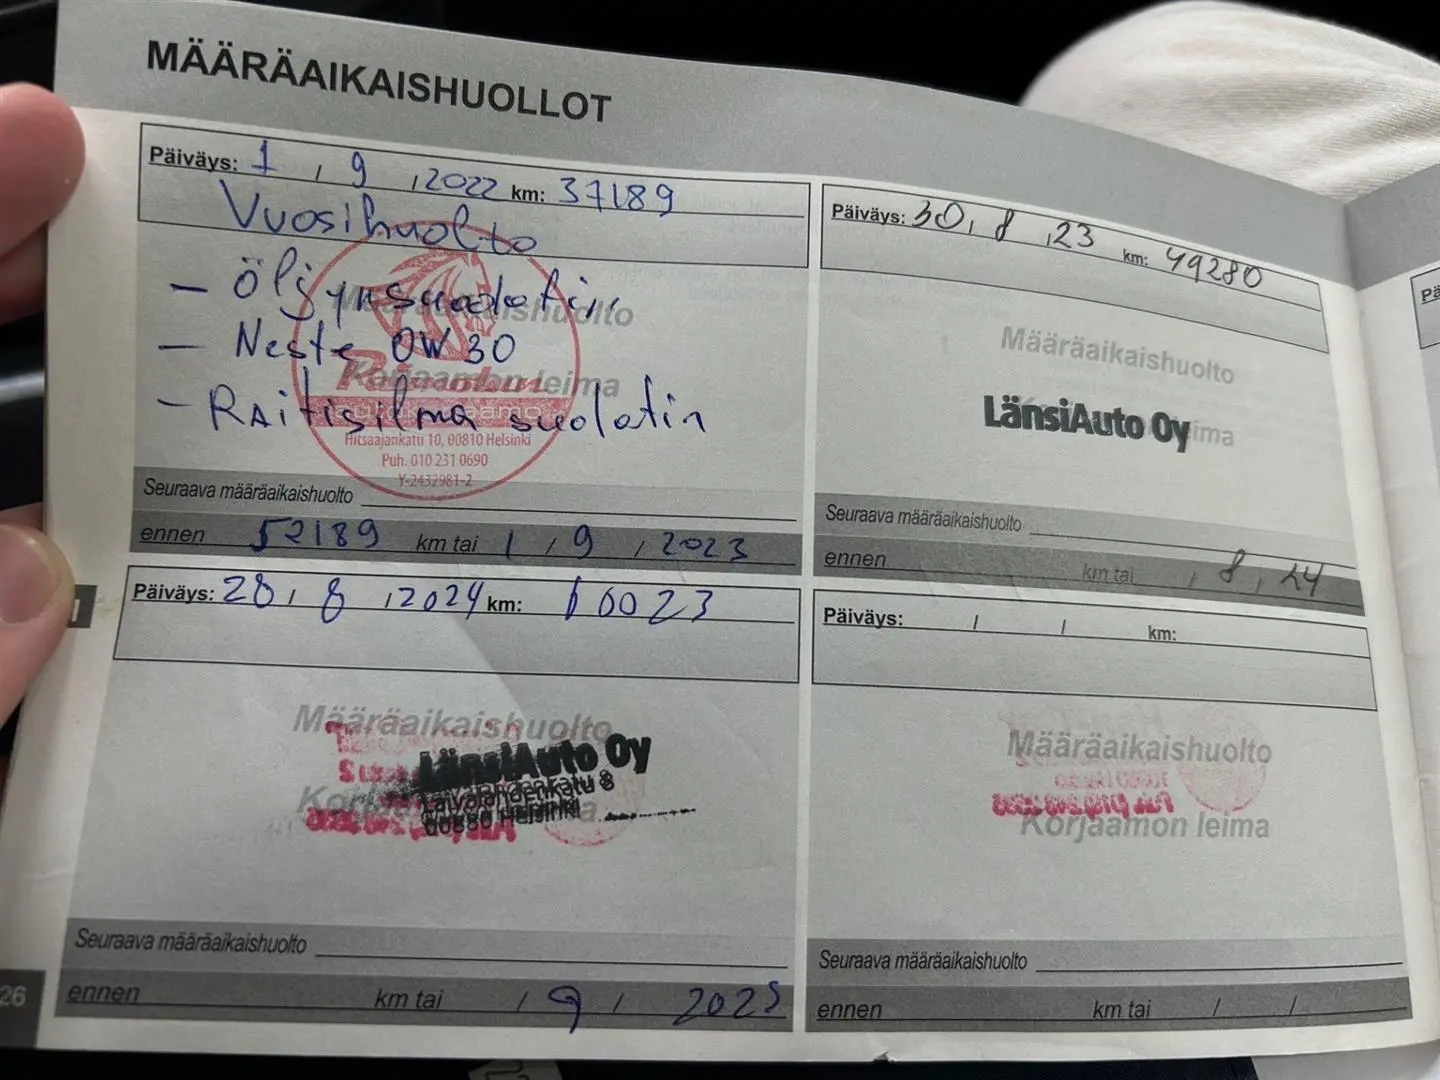 MÄÄRÄAIKAISHUOLLOT
Päiväys: 1 , 9 , 2022 km: 37189
Vuosihuolto
- Öljynsuodatin
- Neste 0W30
- RAitisilma suodatin
Määräaikaishuolto
Korjaamon leima
Hitsaajankatu 10, 00810 Helsinki
Puh. 010 231 0690
Y-2432981-2
Seuraava määräaikaishuolto
ennen 52189 km tai 1 , 9 , 2023
Päiväys: 30, 8 ,23 km: 49280
Määräaikaishuolto
LänsiAuto Oy
leima
Seuraava määräaikaishuolto
ennen km tai , 8 , 24
Päiväys: 28, 8 ,2024 km: 60023
Määräaikaishuolto
LänsiAuto Oy
Taivalahdenkatu 8
00880 Helsinki
Seuraava määräaikaishuolto
ennen km tai / 9 / 2025
Päiväys: / / km:
Määräaikaishuolto
Korjaamon leima
Seuraava määräaikaishuolto
ennen km tai / /
26
Pä